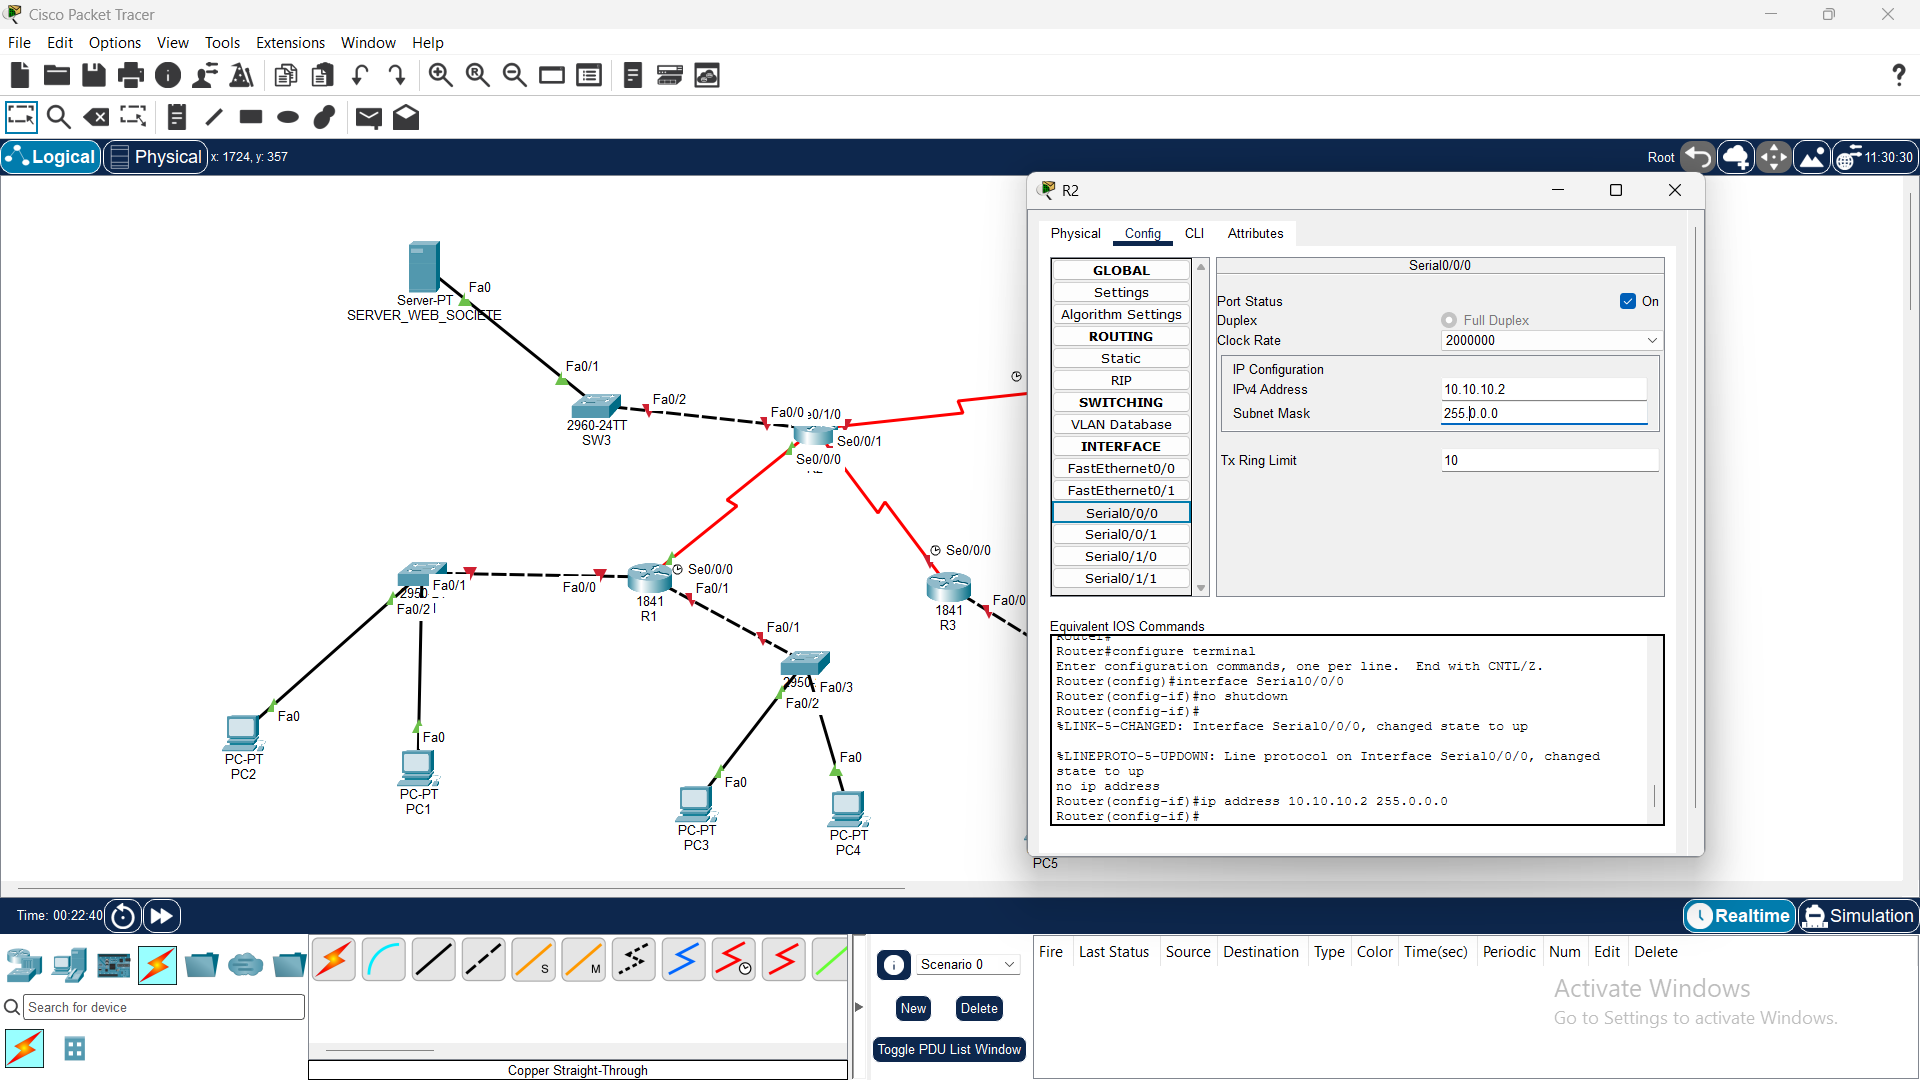 Cisco Packet Tracer
File Edit Options View Tools Extensions Window Help
Logical Physical x: 1724, y: 357 Root 11:30:30
Fa0
Server-PT
SERVER_WEB_SOCIETE
Fa0/1
Fa0/2
2960-24TT
SW3
Fa0/0
Se0/0/1
Se0/0/0
Fa0/1
Fa0/2
Fa0/0
Se0/0/0
Fa0/1
1841
R1
Se0/0/0
1841
R3
Fa0/0
Fa0/1
Fa0/3
Fa0/2
Fa0
PC-PT
PC2
Fa0
PC-PT
PC1
Fa0
PC-PT
PC3
Fa0
PC-PT
PC4
PC5
R2
Physical Config CLI Attributes
GLOBAL
Settings
Algorithm Settings
ROUTING
Static
RIP
SWITCHING
VLAN Database
INTERFACE
FastEthernet0/0
FastEthernet0/1
Serial0/0/0
Serial0/0/1
Serial0/1/0
Serial0/1/1
Serial0/0/0
Port Status On
Duplex Full Duplex
Clock Rate 2000000
IP Configuration
IPv4 Address 10.10.10.2
Subnet Mask 255.0.0.0
Tx Ring Limit 10
Equivalent IOS Commands
Router#
Router#configure terminal
Enter configuration commands, one per line. End with CNTL/Z.
Router(config)#interface Serial0/0/0
Router(config-if)#no shutdown
Router(config-if)#
%LINK-5-CHANGED: Interface Serial0/0/0, changed state to up
%LINEPROTO-5-UPDOWN: Line protocol on Interface Serial0/0/0, changed
state to up
no ip address
Router(config-if)#ip address 10.10.10.2 255.0.0.0
Router(config-if)#
Time: 00:22:40 Realtime Simulation
Search for device
S
M
Copper Straight-Through
Scenario 0
New Delete
Toggle PDU List Window
Fire Last Status Source Destination Type Color Time(sec) Periodic Num Edit Delete
Activate Windows
Go to Settings to activate Windows.